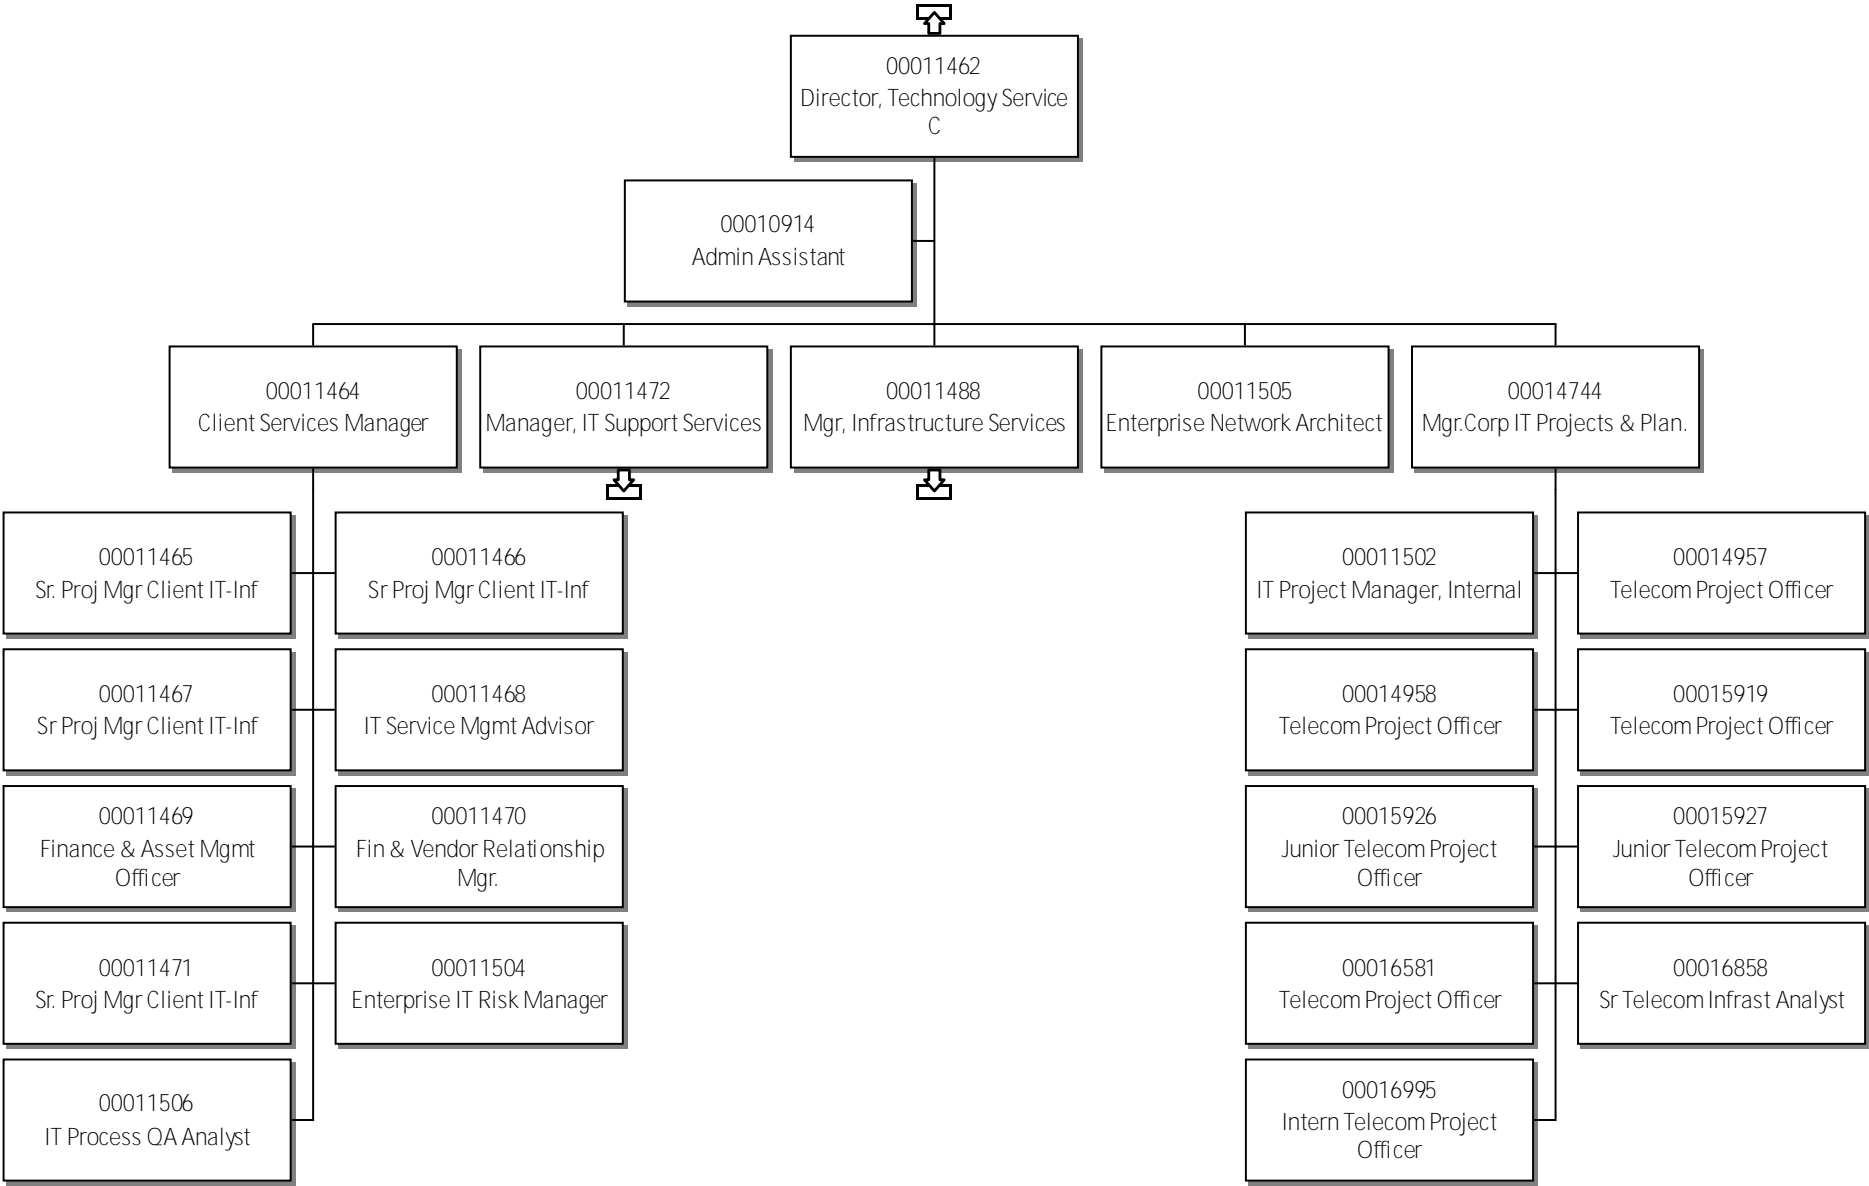 00011462
Director, Technology Service
C
00010914
Admin Assistant
00011464
Client Services Manager
00011472
Manager, IT Support Services
00011488
Mgr, Infrastructure Services
00011505
Enterprise Network Architect
00014744
Mgr.Corp IT Projects & Plan.
00011465
Sr. Proj Mgr Client IT-Inf
00011466
Sr Proj Mgr Client IT-Inf
00011467
Sr Proj Mgr Client IT-Inf
00011468
IT Service Mgmt Advisor
00011469
Finance & Asset Mgmt
Officer
00011470
Fin & Vendor Relationship
Mgr.
00011471
Sr. Proj Mgr Client IT-Inf
00011504
Enterprise IT Risk Manager
00011506
IT Process QA Analyst
00011502
IT Project Manager, Internal
00014957
Telecom Project Officer
00014958
Telecom Project Officer
00015919
Telecom Project Officer
00015926
Junior Telecom Project
Officer
00015927
Junior Telecom Project
Officer
00016581
Telecom Project Officer
00016858
Sr Telecom Infrast Analyst
00016995
Intern Telecom Project
Officer